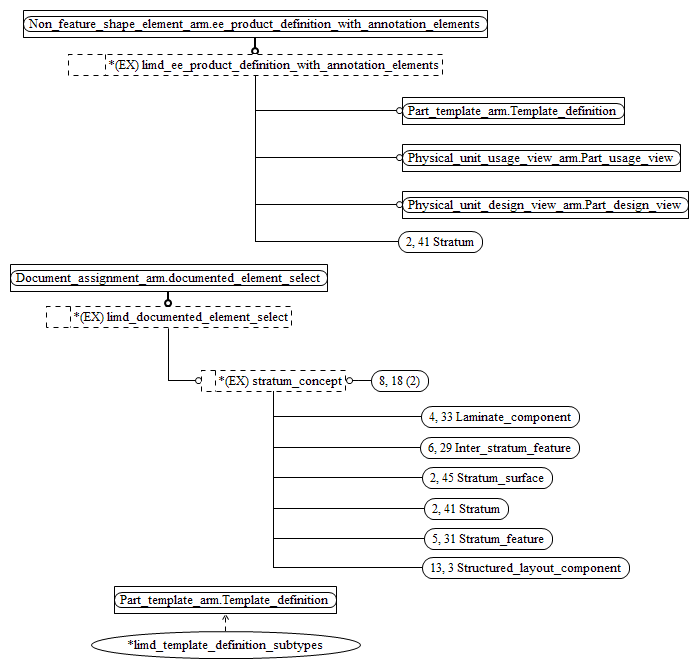 Non_feature_shape_element_arm.ee_product_definition_with_annotation_elements
*(EX) limd_ee_product_definition_with_annotation_elements
Part_template_arm.Template_definition
Physical_unit_usage_view_arm.Part_usage_view
Physical_unit_design_view_arm.Part_design_view
2, 41 Stratum
Document_assignment_arm.documented_element_select
*(EX) limd_documented_element_select
*(EX) stratum_concept
8, 18 (2)
4, 33 Laminate_component
6, 29 Inter_stratum_feature
2, 45 Stratum_surface
2, 41 Stratum
5, 31 Stratum_feature
13, 3 Structured_layout_component
Part_template_arm.Template_definition
*limd_template_definition_subtypes